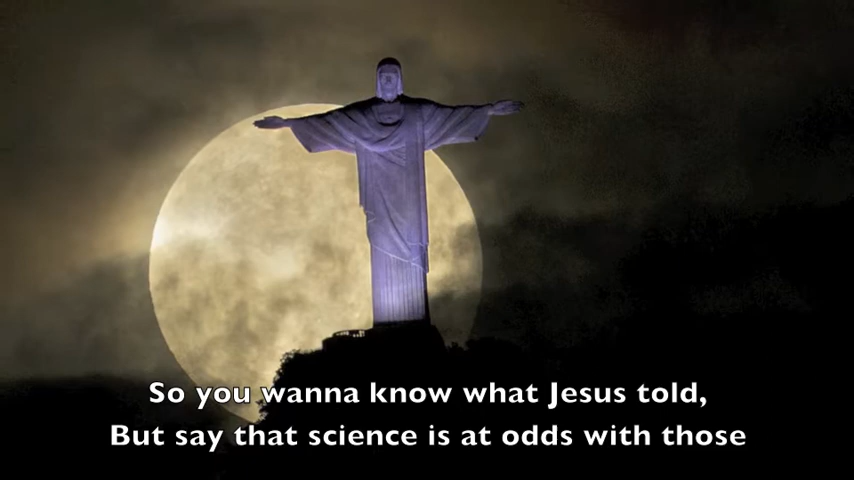 So you wanna know what Jesus told,
But say that science is at odds with those